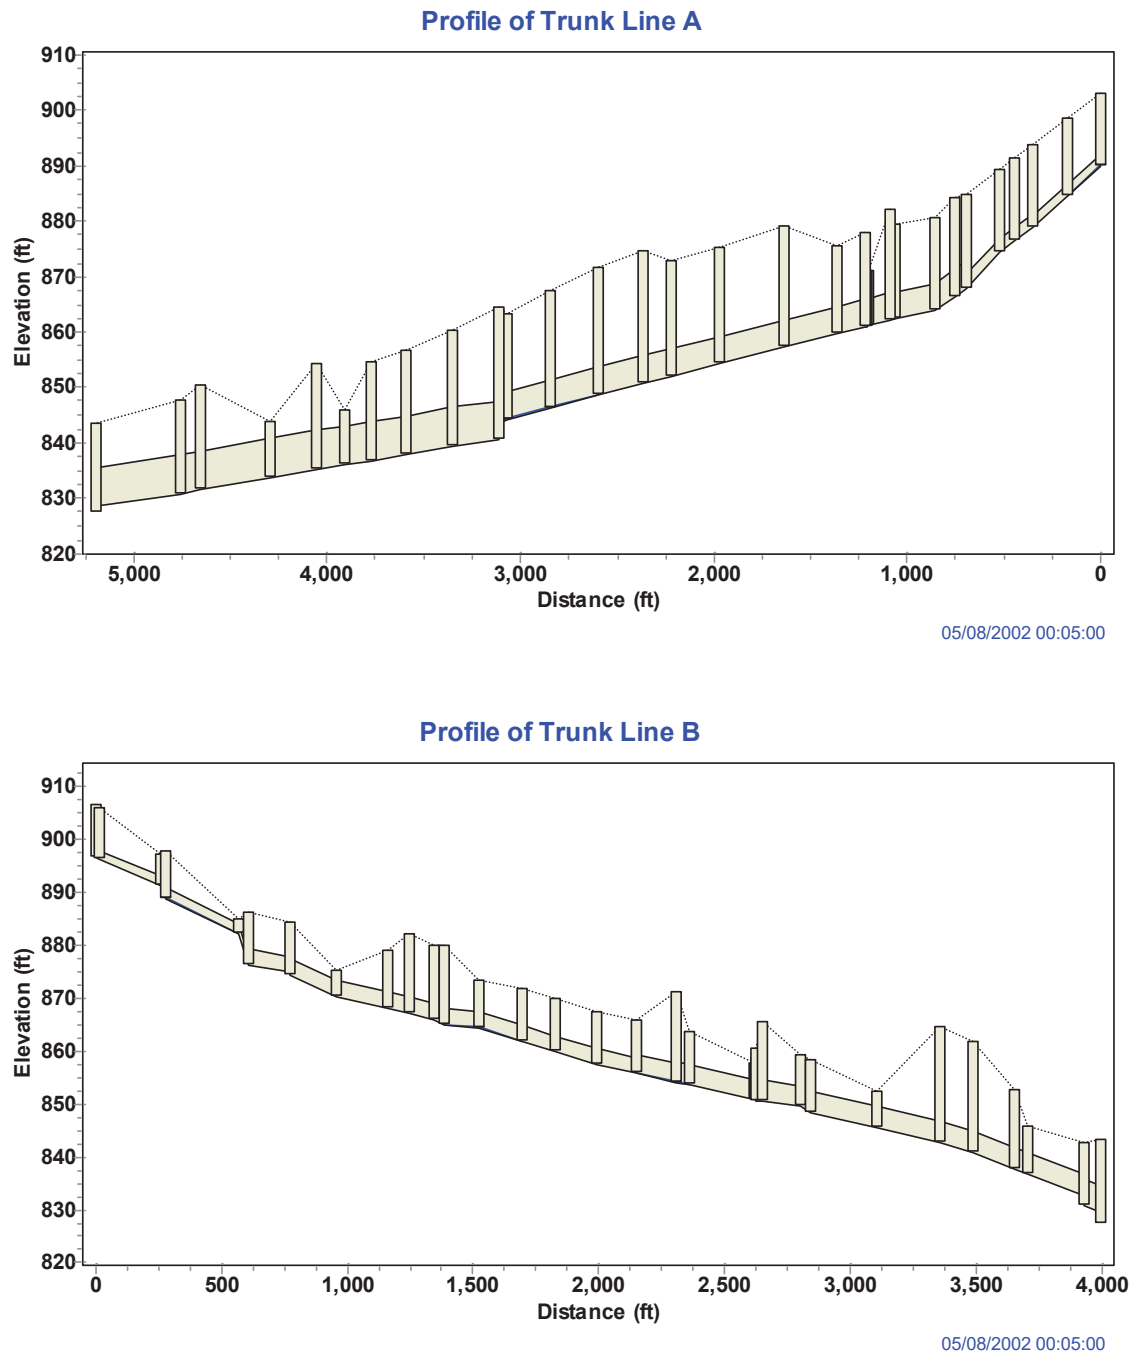 Profile of Trunk Line A
910
900
890
880
870
860
850
840
830
820
Elevation (ft)
5,000 4,000 3,000 2,000 1,000 0
Distance (ft)
05/08/2002 00:05:00
Profile of Trunk Line B
910
900
890
880
870
860
850
840
830
820
Elevation (ft)
0 500 1,000 1,500 2,000 2,500 3,000 3,500 4,000
Distance (ft)
05/08/2002 00:05:00